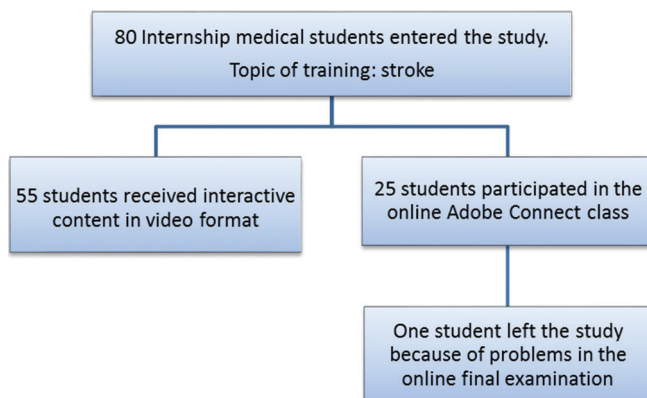 80 Internship medical students entered the study.
Topic of training: stroke
55 students received interactive
content in video format
25 students participated in the
online Adobe Connect class
One student left the study
because of problems in the
online final examination